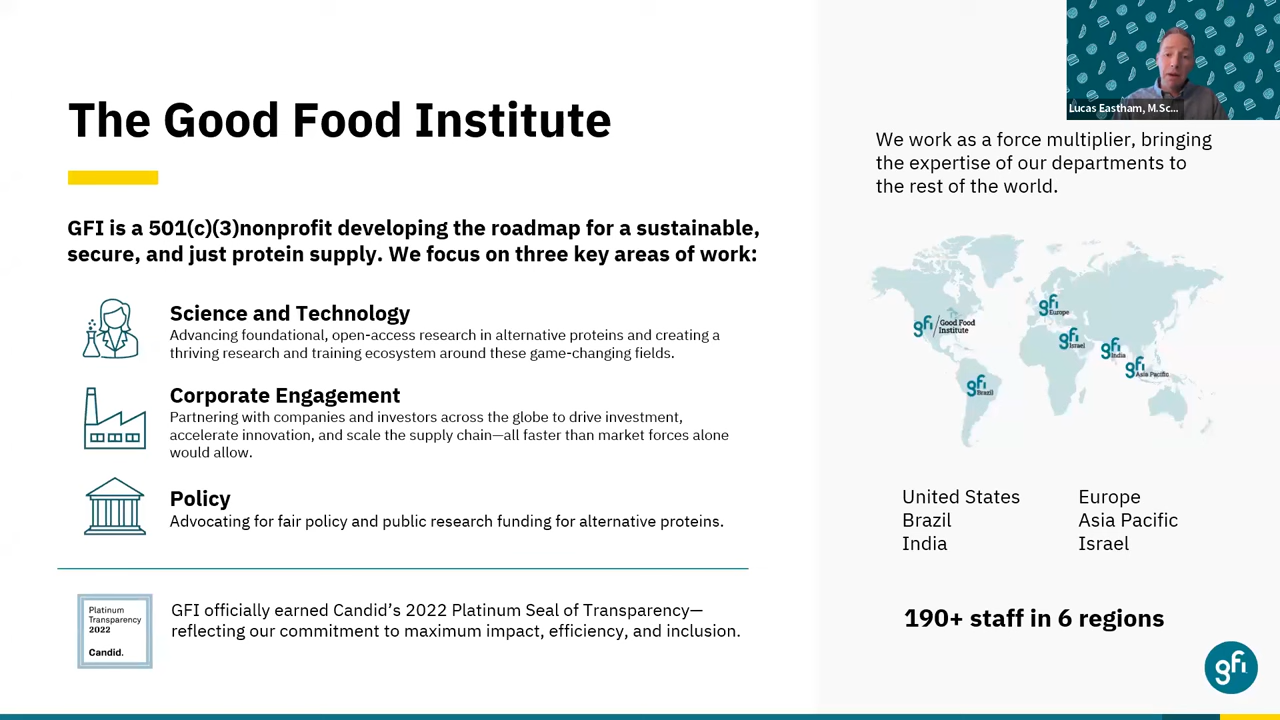 The Good Food Institute
GFI is a 501(c)(3)nonprofit developing the roadmap for a sustainable,
secure, and just protein supply. We focus on three key areas of work:
Science and Technology
Advancing foundational, open-access research in alternative proteins and creating a
thriving research and training ecosystem around these game-changing fields.
Corporate Engagement
Partnering with companies and investors across the globe to drive investment,
accelerate innovation, and scale the supply chain—all faster than market forces alone
would allow.
Policy
Advocating for fair policy and public research funding for alternative proteins.
Platinum
Transparency
2022
Candid.
GFI officially earned Candid’s 2022 Platinum Seal of Transparency—
reflecting our commitment to maximum impact, efficiency, and inclusion.
Lucas Eastham, M.Sc...
We work as a force multiplier, bringing
the expertise of our departments to
the rest of the world.
gfi Europe
gfi / Good Food
Institute
gfi Israel
gfi India
gfi Asia Pacific
gfi Brazil
United States
Brazil
India
Europe
Asia Pacific
Israel
190+ staff in 6 regions
gfi